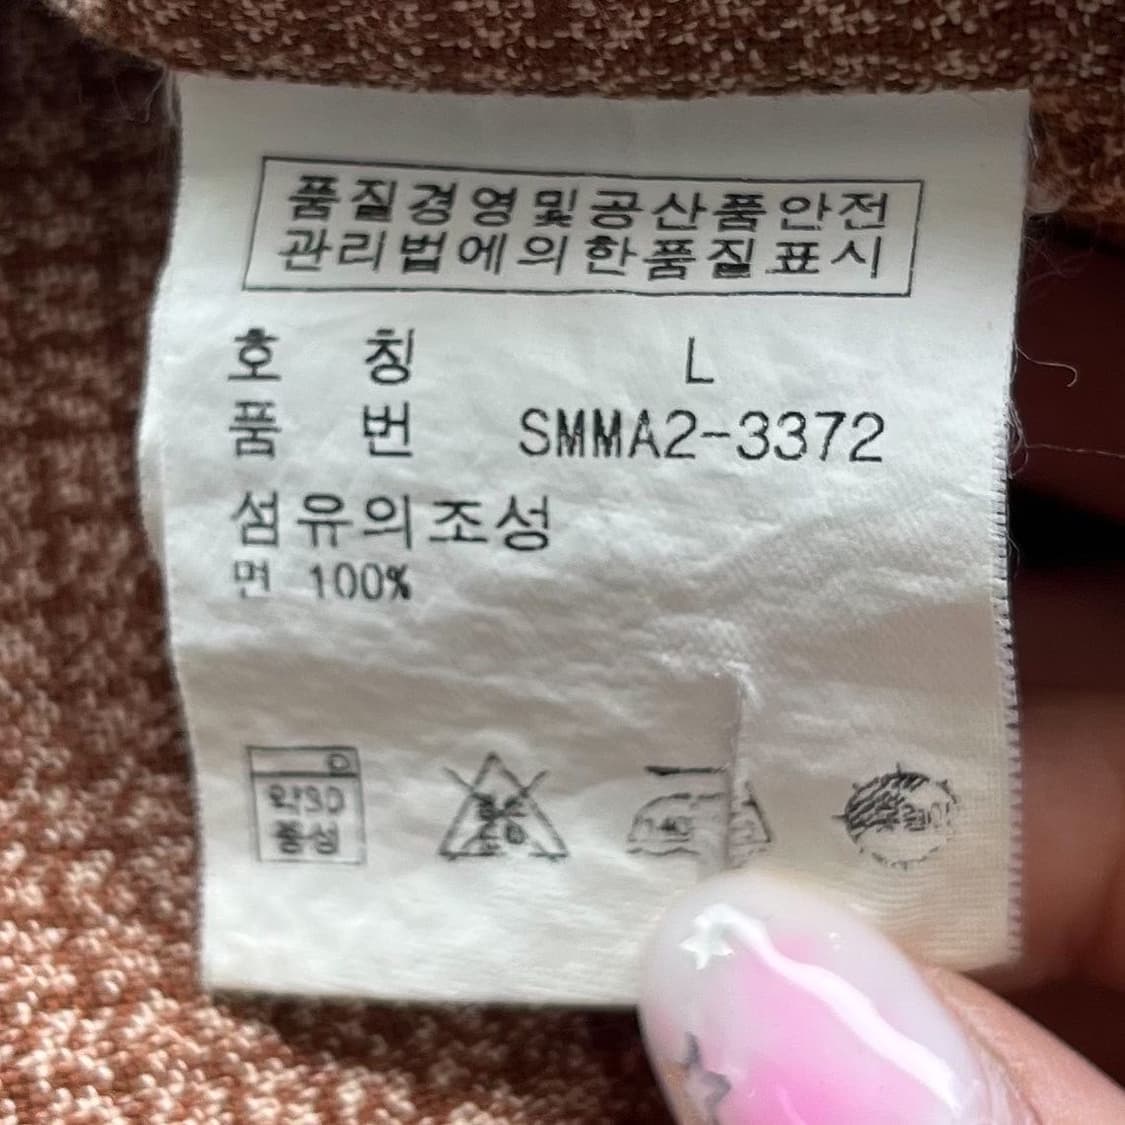 품질경영및공산품안전
관리법에의한품질표시
호 칭 L
품 번 SMMA2-3372
섬유의조성
면 100%
약30
중성